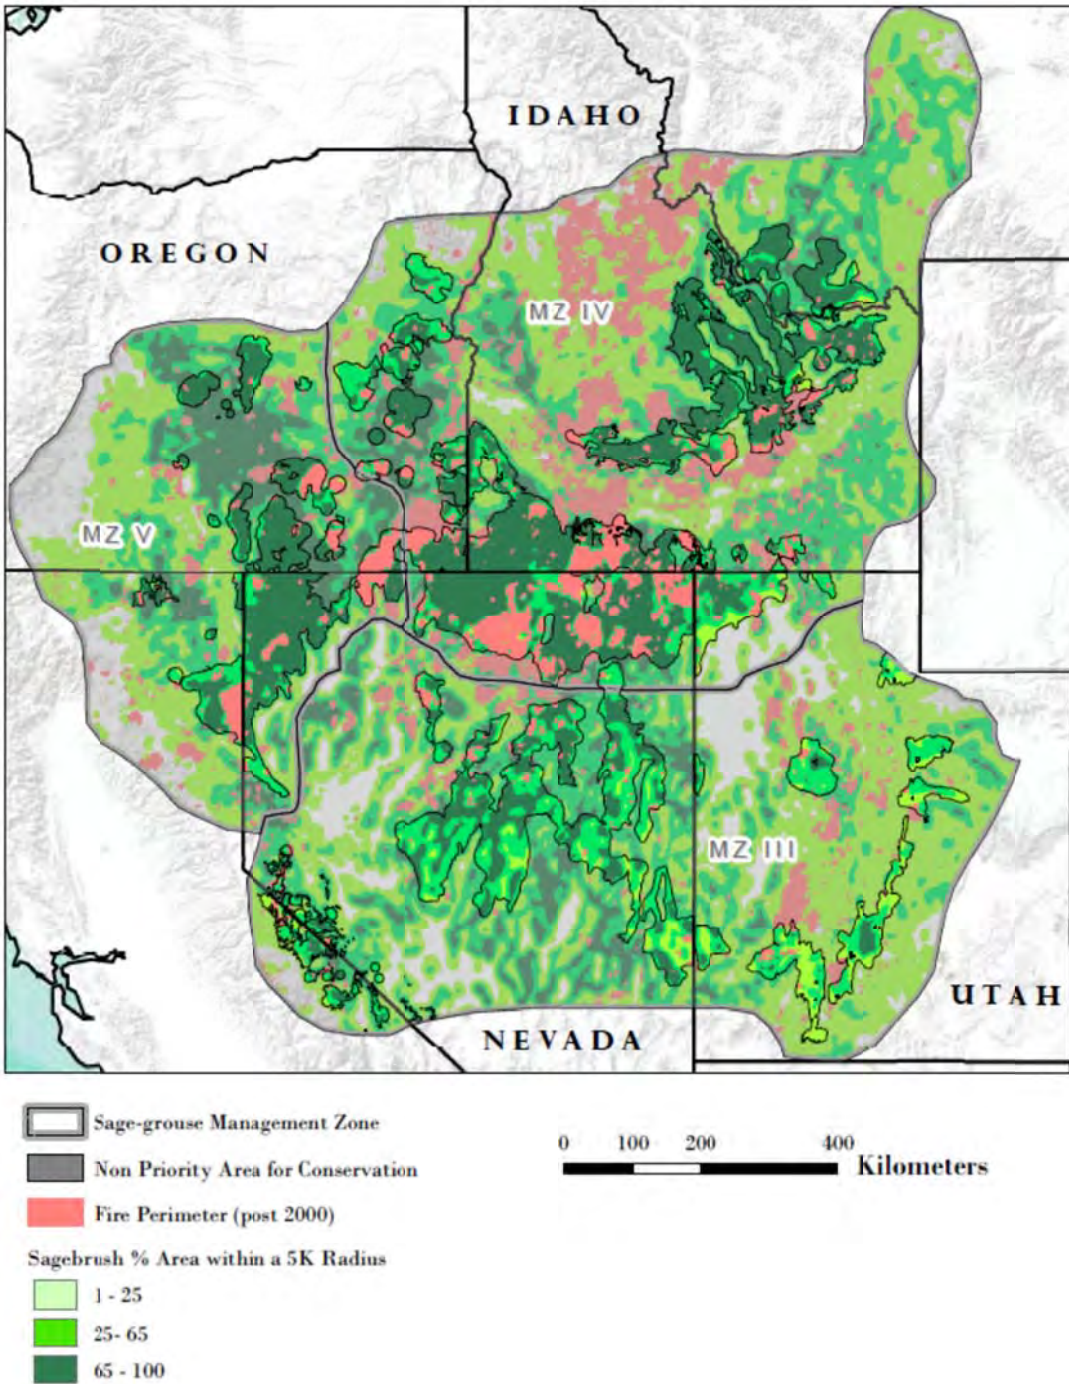 IDAHO
OREGON
MZ IV
MZ V
MZ III
UTAH
NEVADA
Sage-grouse Management Zone
Non Priority Area for Conservation
Fire Perimeter (post 2000)
Sagebrush % Area within a 5K Radius
1 - 25
25- 65
65 - 100
0 100 200 400
Kilometers